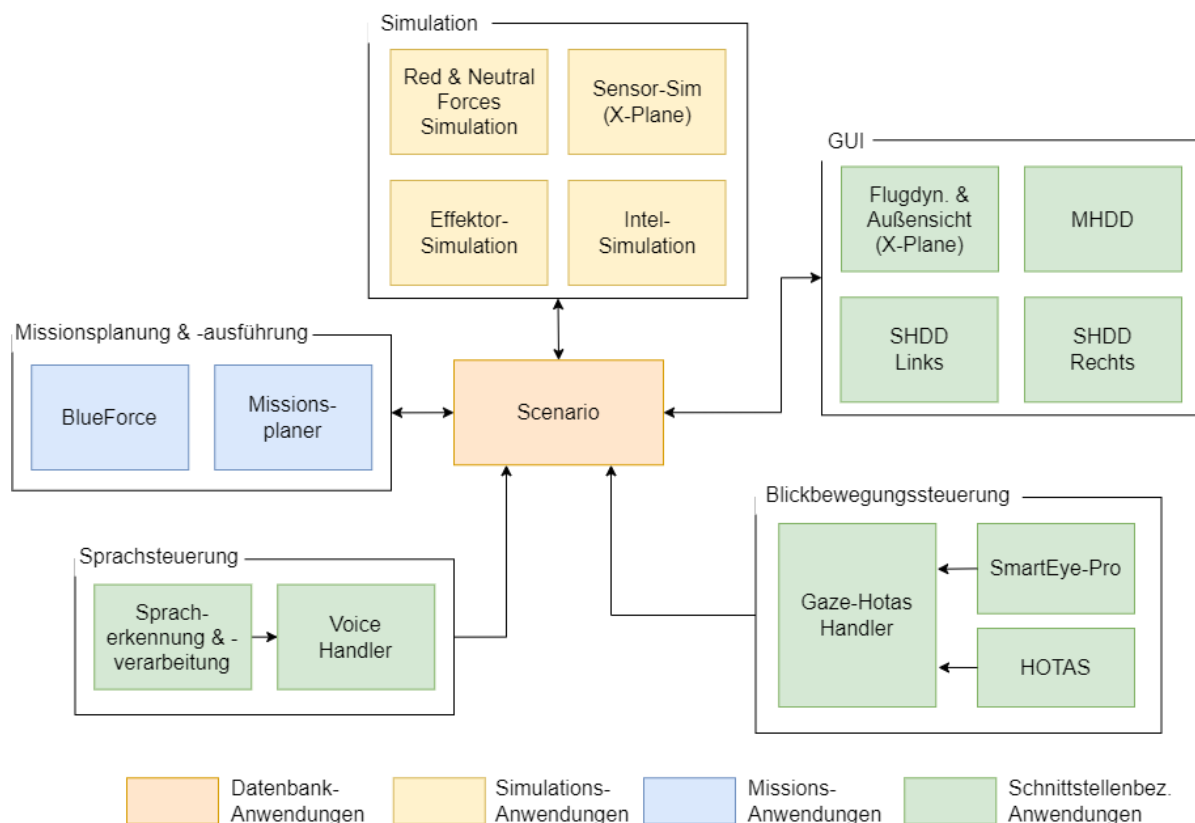 Simulation
Red & Neutral
Forces
Simulation
Sensor-Sim
(X-Plane)
Effektor-
Simulation
Intel-
Simulation
GUI
Flugdyn. &
Außensicht
(X-Plane)
MHDD
SHDD
Links
SHDD
Rechts
Missionsplanung & -ausführung
BlueForce
Missions-
planer
Scenario
Sprachsteuerung
Sprach-
erkennung & -
verarbeitung
Voice
Handler
Blickbewegungssteuerung
Gaze-Hotas
Handler
SmartEye-Pro
HOTAS
Datenbank-
Anwendungen
Simulations-
Anwendungen
Missions-
Anwendungen
Schnittstellenbez.
Anwendungen